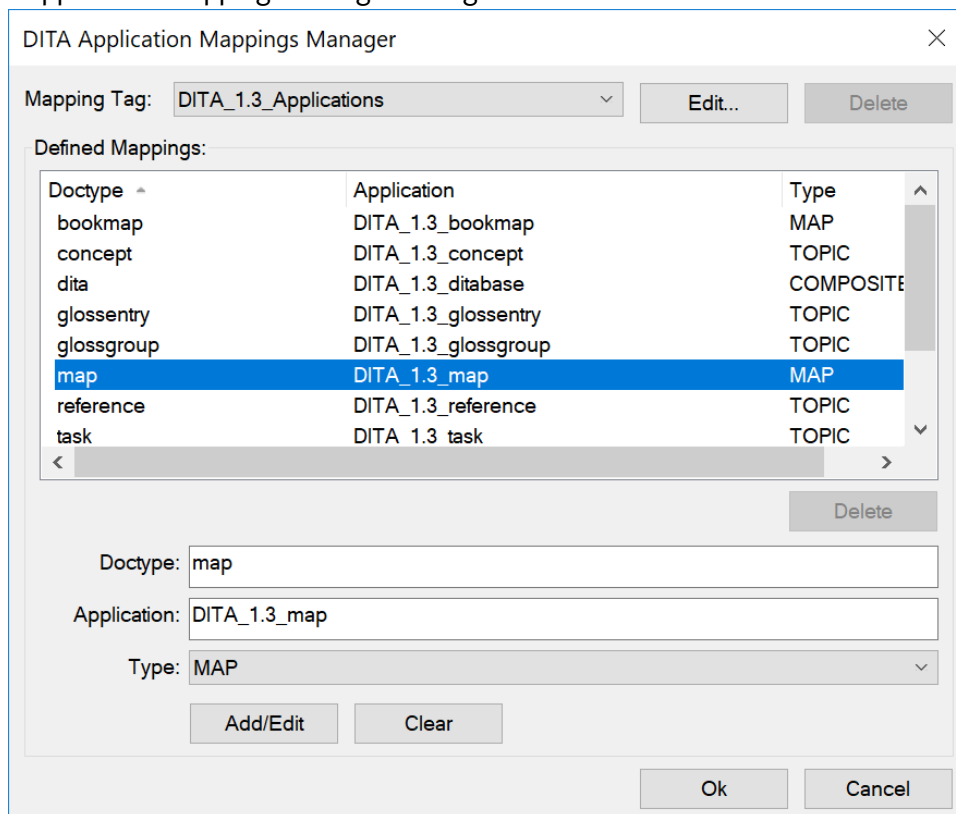 DITA Application Mappings Manager
Mapping Tag: DITA_1.3_Applications Edit... Delete
Defined Mappings:
Doctype Application Type
bookmap DITA_1.3_bookmap MAP
concept DITA_1.3_concept TOPIC
dita DITA_1.3_ditabase COMPOSITE
glossentry DITA_1.3_glossentry TOPIC
glossgroup DITA_1.3_glossgroup TOPIC
map DITA_1.3_map MAP
reference DITA_1.3_reference TOPIC
task DITA_1.3_task TOPIC
Delete
Doctype: map
Application: DITA_1.3_map
Type: MAP
Add/Edit Clear
Ok Cancel